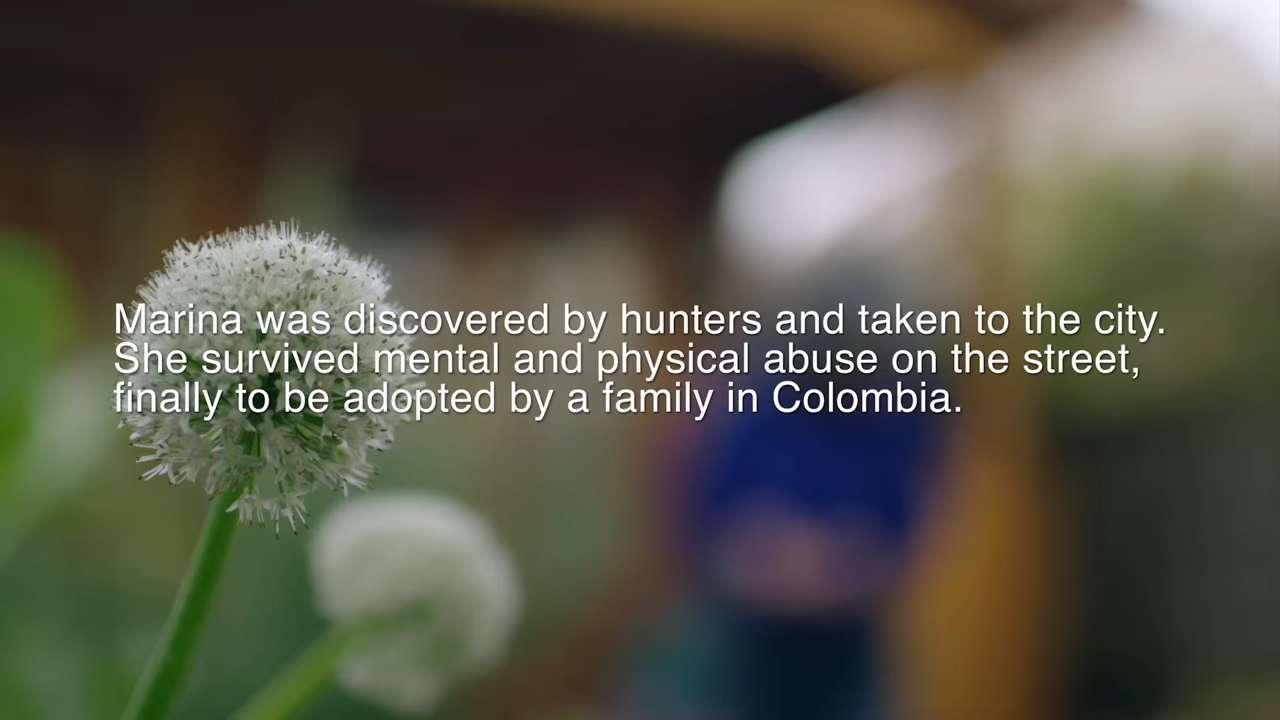 Marina was discovered by hunters and taken to the city.
She survived mental and physical abuse on the street,
finally to be adopted by a family in Colombia.